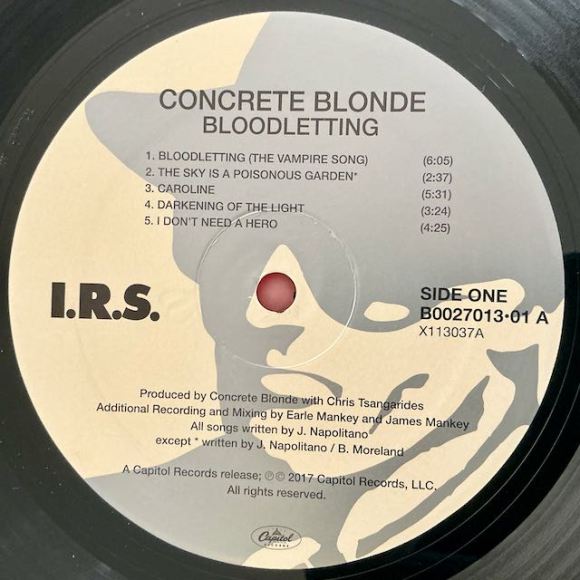 CONCRETE BLONDE
BLOODLETTING
1. BLOODLETTING (THE VAMPIRE SONG) (6:05)
2. THE SKY IS A POISONOUS GARDEN* (2:37)
3. CAROLINE (5:31)
4. DARKENING OF THE LIGHT (3:24)
5. I DON'T NEED A HERO (4:25)
I.R.S.
SIDE ONE
B0027013•01 A
X113037A
Produced by Concrete Blonde with Chris Tsangarides
Additional Recording and Mixing by Earle Mankey and James Mankey
All songs written by J. Napolitano
except * written by J. Napolitano / B. Moreland
A Capitol Records release; ℗© 2017 Capitol Records, LLC.
All rights reserved.
Capitol
RECORDS